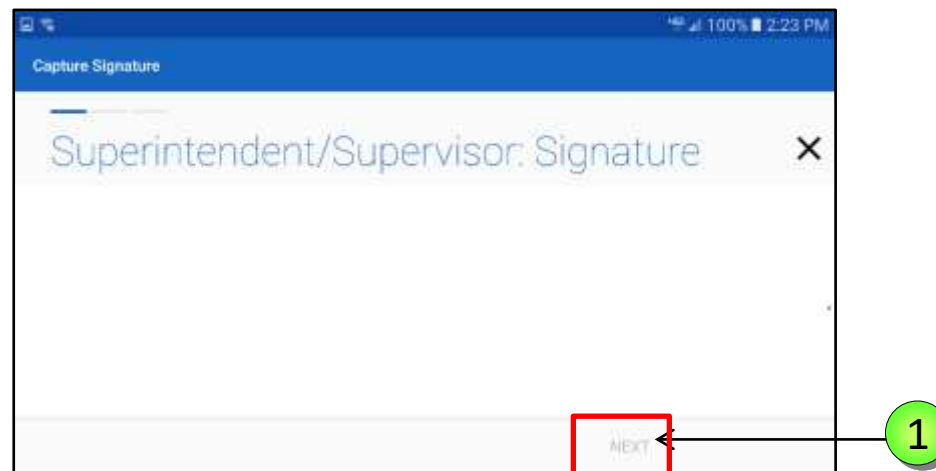 100% 2:23 PM
Capture Signature
Superintendent/Supervisor: Signature
NEXT
1